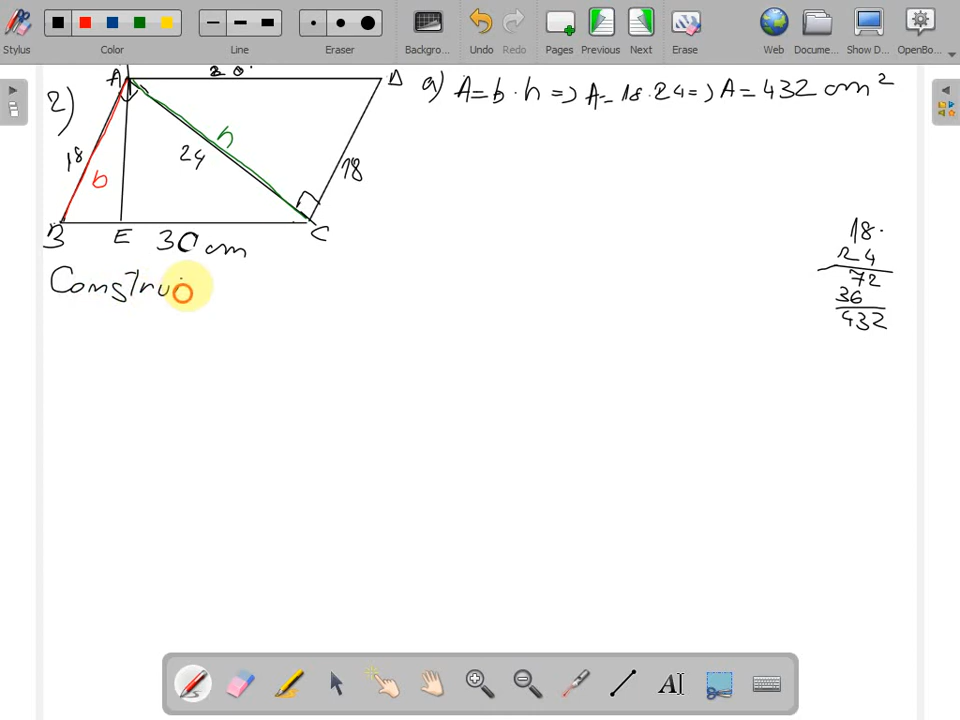 Stylus
Color
Line
Eraser
Backgro...
Undo
Redo
Pages
Previous
Next
Erase
Web
Docume...
Show D...
OpenBo...
2)
A
D
18
b
24
h
18
B
E
30 cm
C
a) A = b · h => A = 18 · 24 => A = 432 cm²
18·
24
72
36
432
Construi